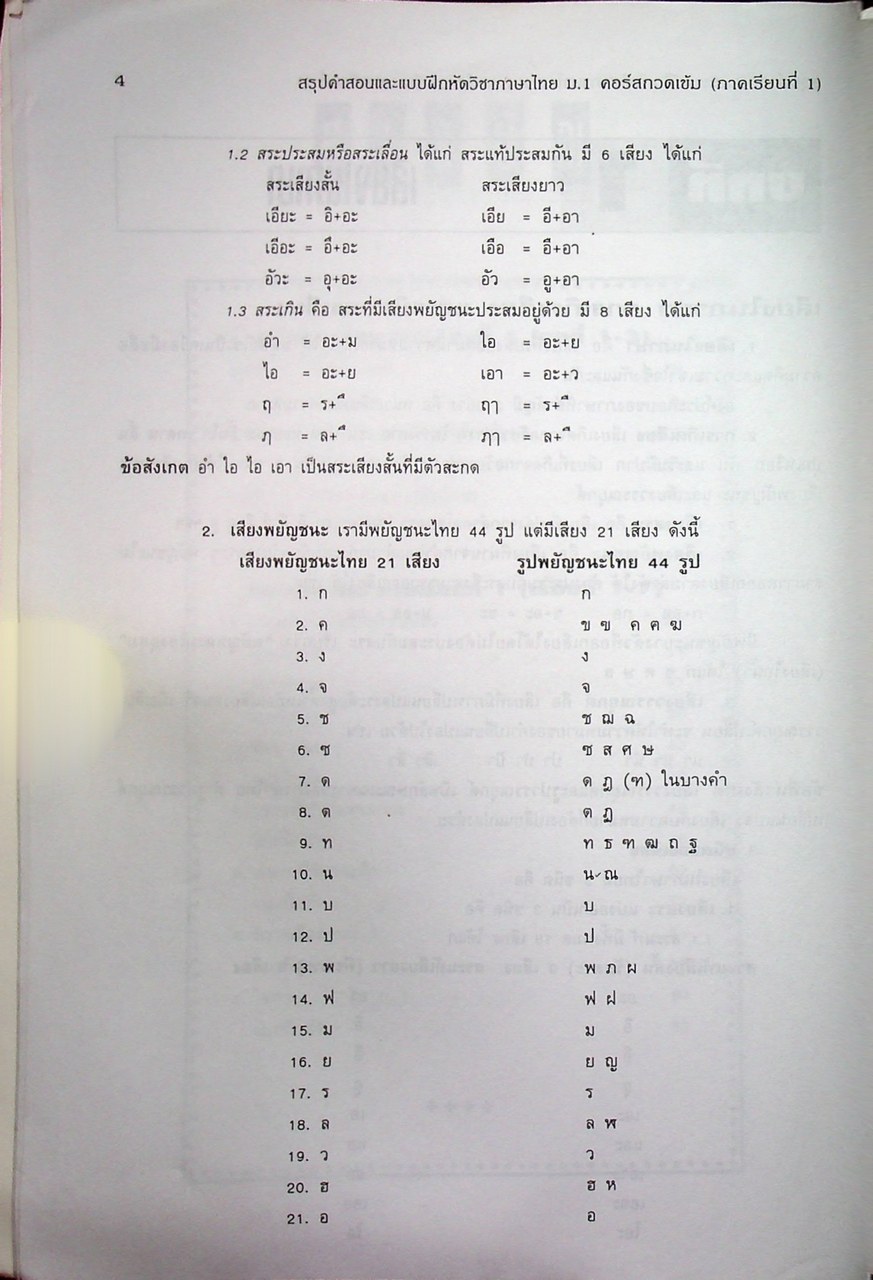 4 สรุปคำสอนและแบบฝึกหัดวิชาภาษาไทย ม.1 คอร์สกวดเข้ม (ภาคเรียนที่ 1)
1.2 สระประสมหรือสระเลื่อน ได้แก่ สระแท้ประสมกัน มี 6 เสียง ได้แก่
สระเสียงสั้น สระเสียงยาว
เอียะ = อิ+อะ เอีย = อี+อา
เอือะ = อึ+อะ เอือ = อือ+อา
อัวะ = อุ+อะ อัว = อู+อา
1.3 สระเกิน คือ สระที่มีเสียงพยัญชนะประสมอยู่ด้วย มี 8 เสียง ได้แก่
อำ = อะ+ม ใอ = อะ+ย
ไอ = อะ+ย เอา = อะ+ว
ฤ = ร+ ึ ฤๅ = ร+ ื
ฦ = ล+ ึ ฦๅ = ล+ ื
ข้อสังเกต อำ ใอ ไอ เอา เป็นสระเสียงสั้นที่มีตัวสะกด
2. เสียงพยัญชนะ เรามีพยัญชนะไทย 44 รูป แต่มีเสียง 21 เสียง ดังนี้
เสียงพยัญชนะไทย 21 เสียง รูปพยัญชนะไทย 44 รูป
1. ก ก
2. ค ข ฃ ค ฅ ฆ
3. ง ง
4. จ จ
5. ช ช ฌ ฉ
6. ซ ซ ส ศ ษ
7. ด ด ฎ (ฑ) ในบางคำ
8. ต ต ฏ
9. ท ท ธ ฑ ฒ ถ ฐ
10. น น ณ
11. บ บ
12. ป ป
13. พ พ ภ ผ
14. ฟ ฟ ฝ
15. ม ม
16. ย ย ญ
17. ร ร
18. ล ล ฬ
19. ว ว
20. ฮ ฮ ห
21. อ อ